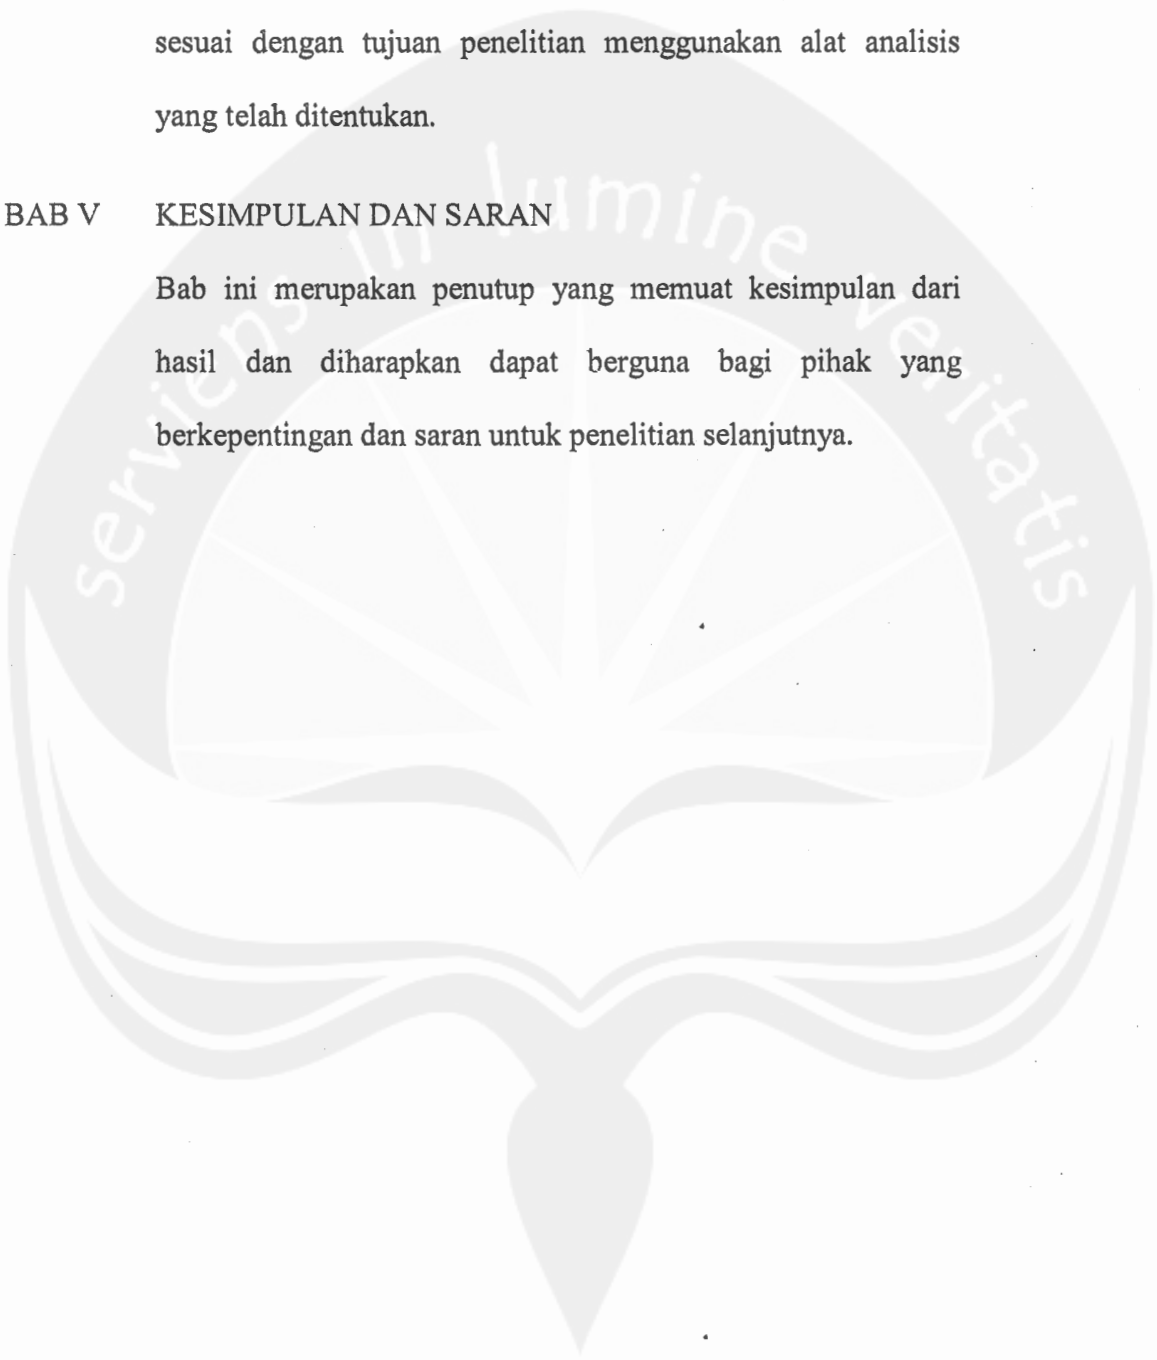 sesuai dengan tujuan penelitian menggunakan alat analisis
yang telah ditentukan.
BAB V KESIMPULAN DAN SARAN
Bab ini merupakan penutup yang memuat kesimpulan dari
hasil dan diharapkan dapat berguna bagi pihak yang
berkepentingan dan saran untuk penelitian selanjutnya.
serviens in lumine veritatis